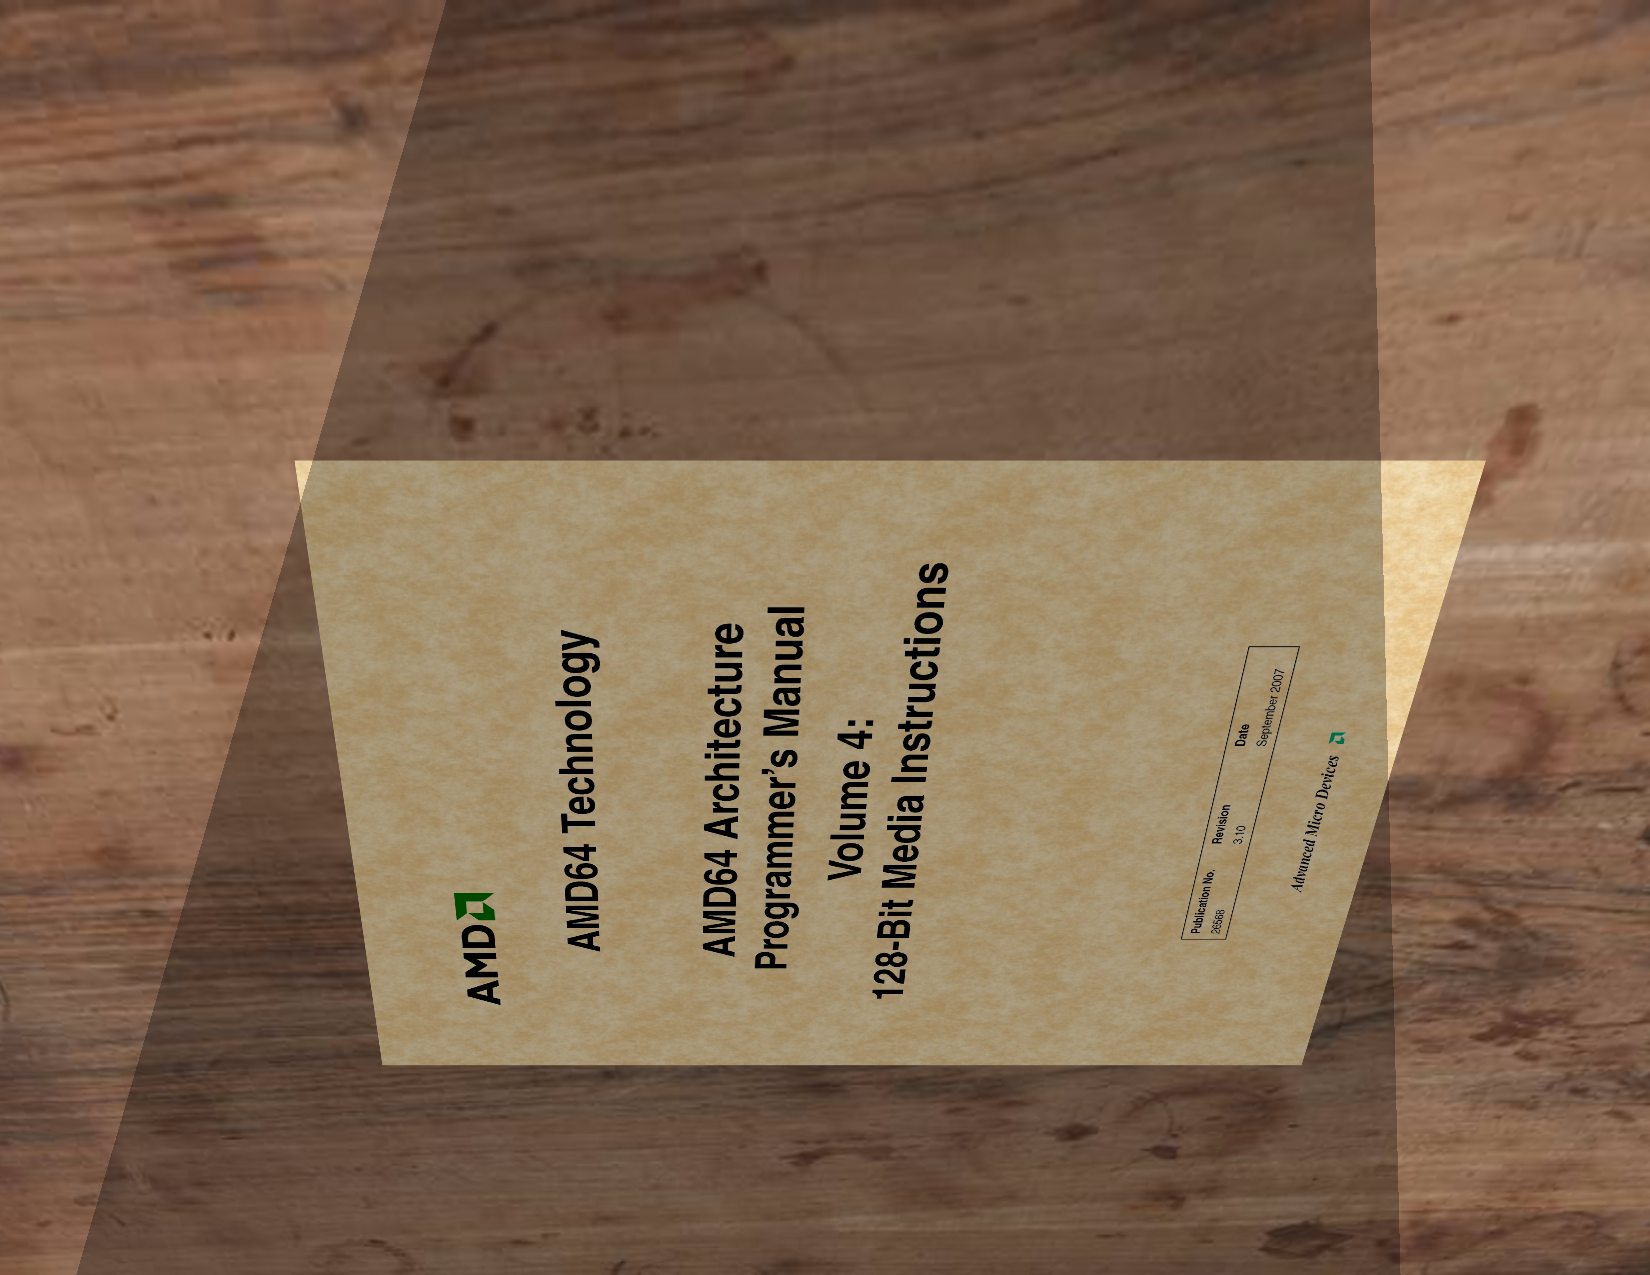 AMD
AMD64 Technology
AMD64 Architecture
Programmer's Manual
Volume 4:
128-Bit Media Instructions
Publication No. Revision Date
26568 3.10 September 2007
Advanced Micro Devices